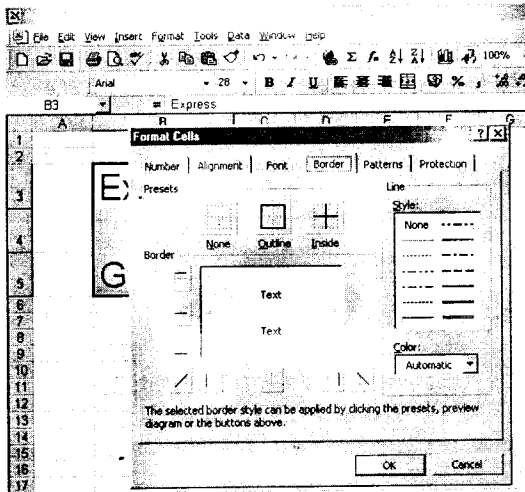 File Edit View Insert Format Tools Data Window Help
100%
Arial 28 B I U % ,
B3 = Express
A B C D E F G
Format Cells ? X
Number Alignment Font Border Patterns Protection
Presets Line
Style:
None Outline Inside
None
Border
Text
Text
Color:
Automatic
The selected border style can be applied by clicking the presets, preview
diagram or the buttons above.
OK Cancel
1
2
3 Ex
4
5 G
6
7
8
9
10
11
12
13
14
15
16
17